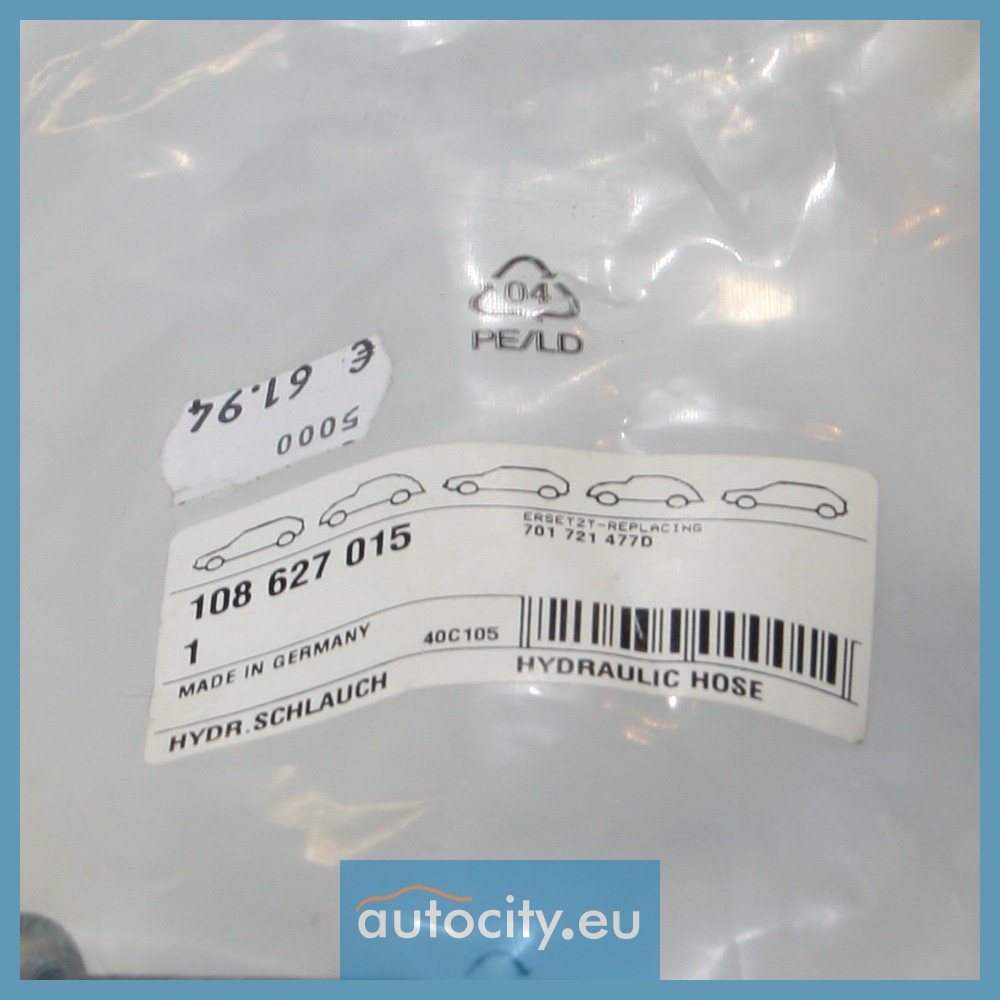 04
PE/LD
€ 61.94
5000
ERSETZT-REPLACING
701 721 477D
108 627 015
1
MADE IN GERMANY
40C105
HYDR.SCHLAUCH
HYDRAULIC HOSE
autocity.eu